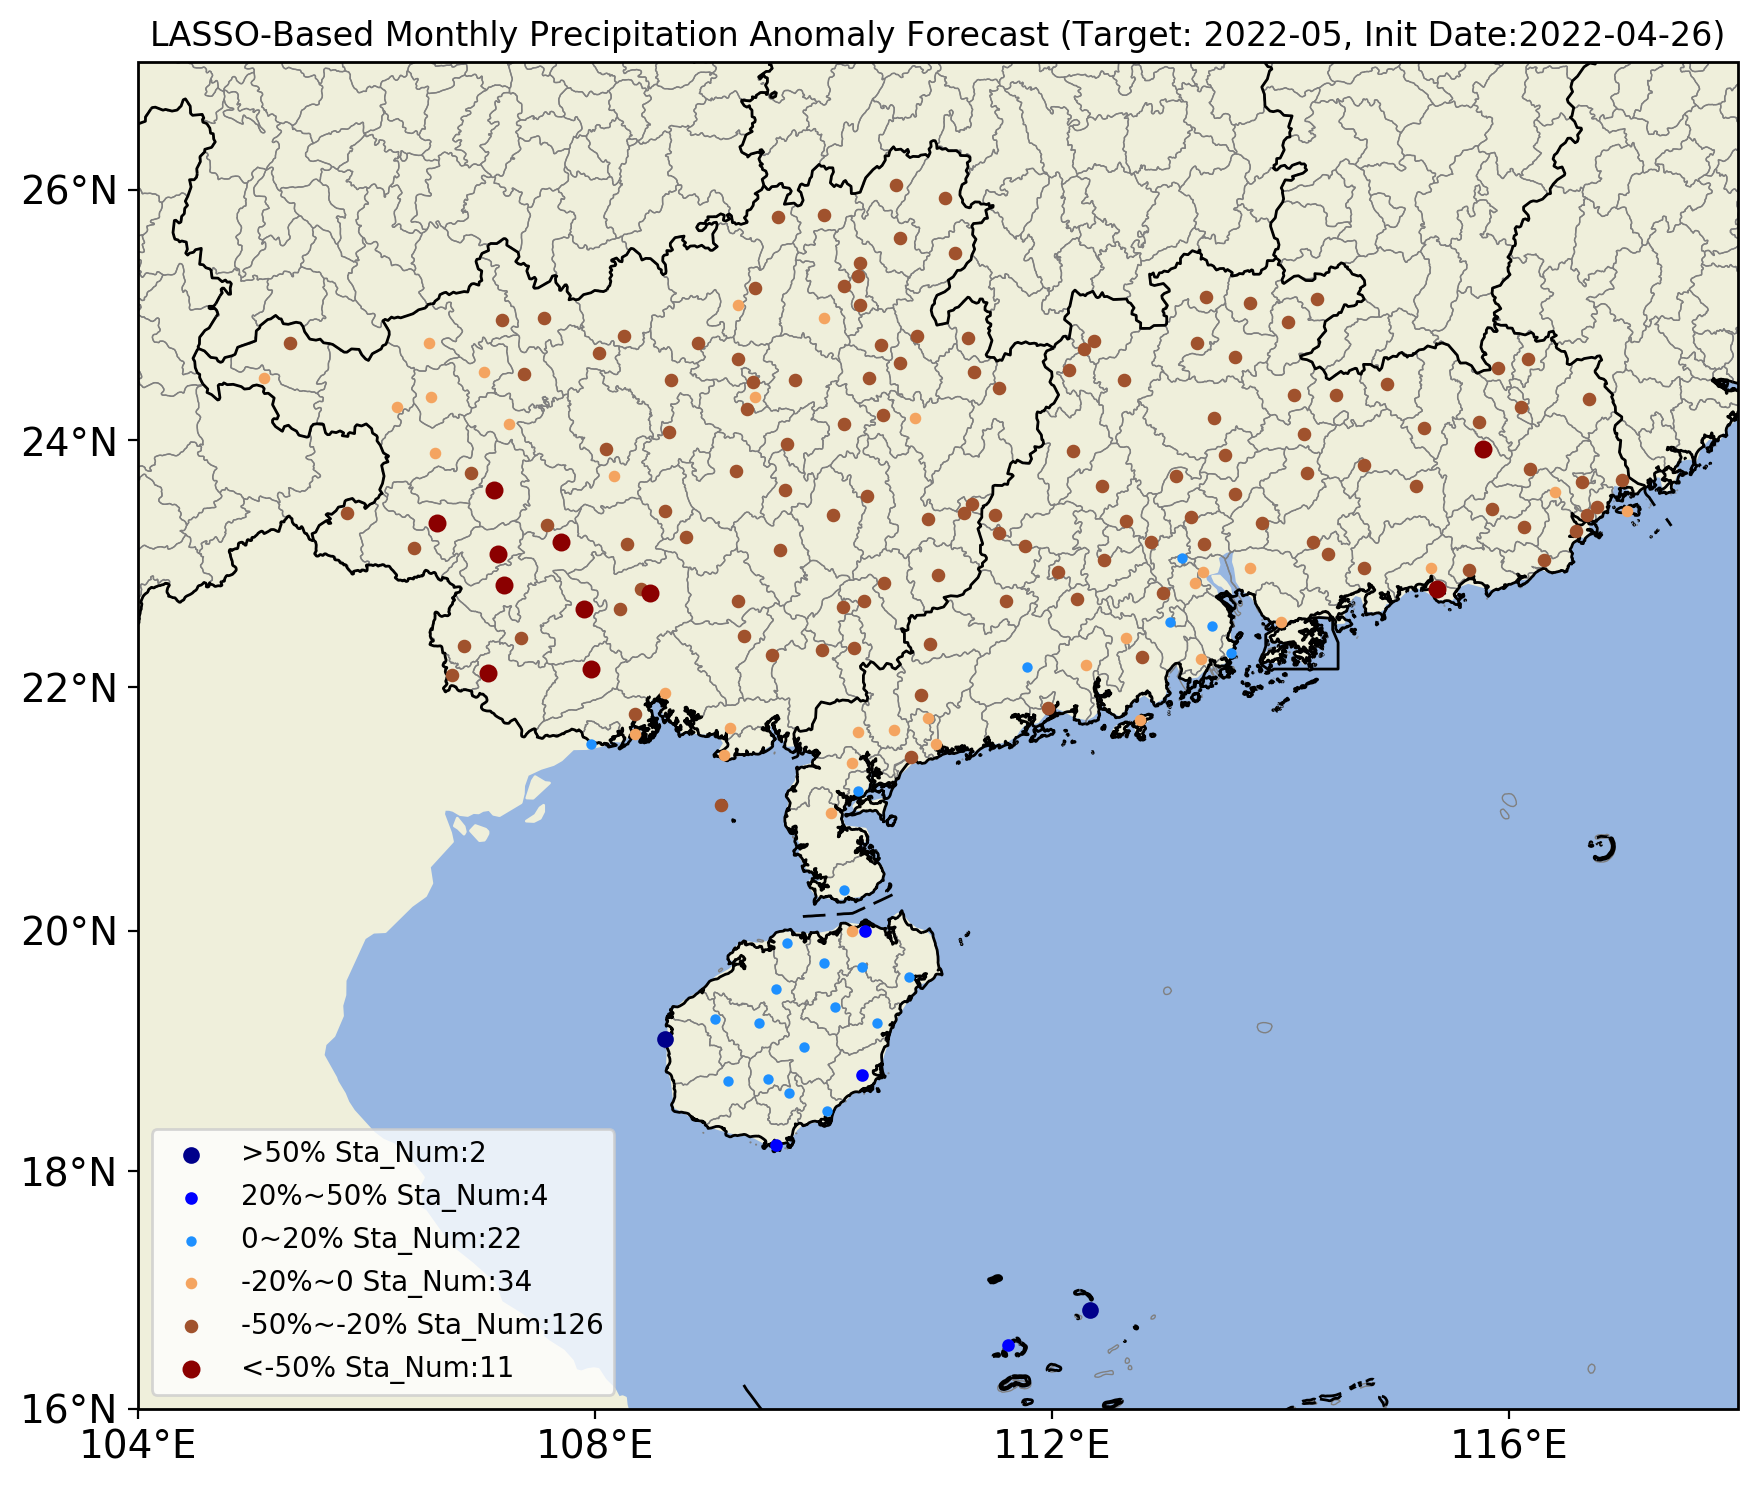 LASSO-Based Monthly Precipitation Anomaly Forecast (Target: 2022-05, Init Date:2022-04-26)
26°N
24°N
22°N
20°N
18°N
16°N
>50% Sta_Num:2
20%~50% Sta_Num:4
0~20% Sta_Num:22
-20%~0 Sta_Num:34
-50%~-20% Sta_Num:126
<-50% Sta_Num:11
104°E
108°E
112°E
116°E